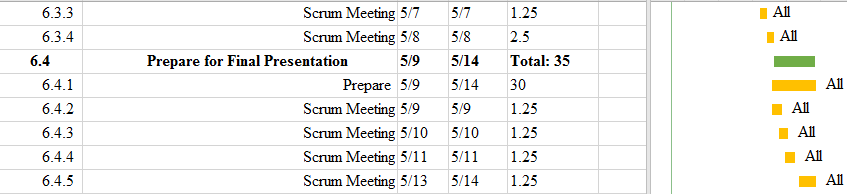 6.3.3 Scrum Meeting 5/7 5/7 1.25 All
6.3.4 Scrum Meeting 5/8 5/8 2.5 All
6.4 Prepare for Final Presentation 5/9 5/14 Total: 35
6.4.1 Prepare 5/9 5/14 30 All
6.4.2 Scrum Meeting 5/9 5/9 1.25 All
6.4.3 Scrum Meeting 5/10 5/10 1.25 All
6.4.4 Scrum Meeting 5/11 5/11 1.25 All
6.4.5 Scrum Meeting 5/13 5/14 1.25 All